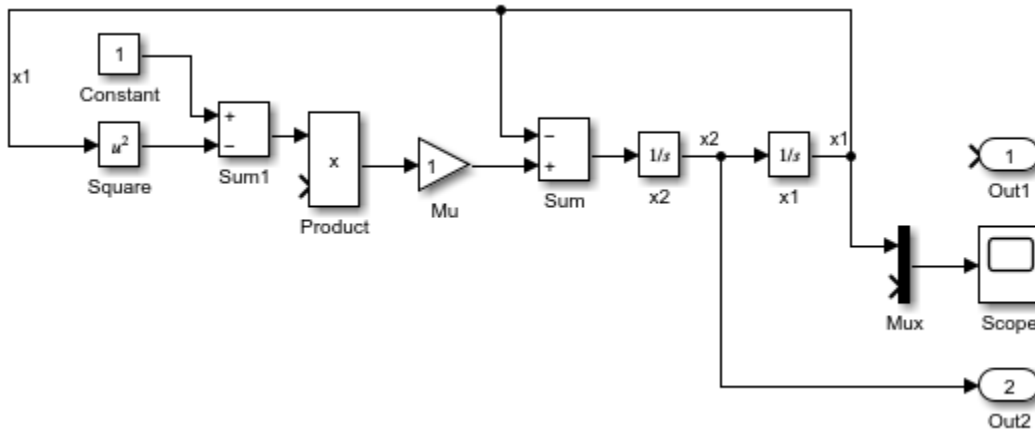 x1
1
Constant
u²
Square
+
−
Sum1
x
Product
1
Mu
−
+
Sum
1/s
x2
x2
1/s
x1
x1
Mux
1
Out1
Scope
2
Out2